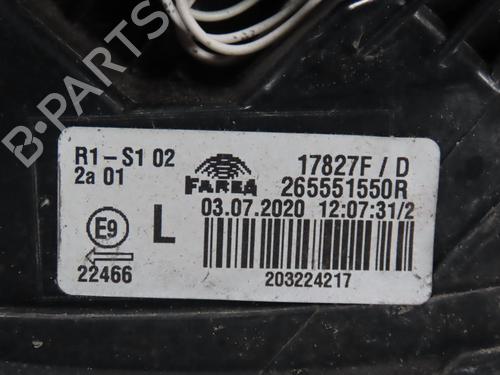 R1-S1 02
2a 01
FAREA
17827F / D
265551550R
03.07.2020 12:07:31/2
E9
L
22466
203224217
B-PARTS